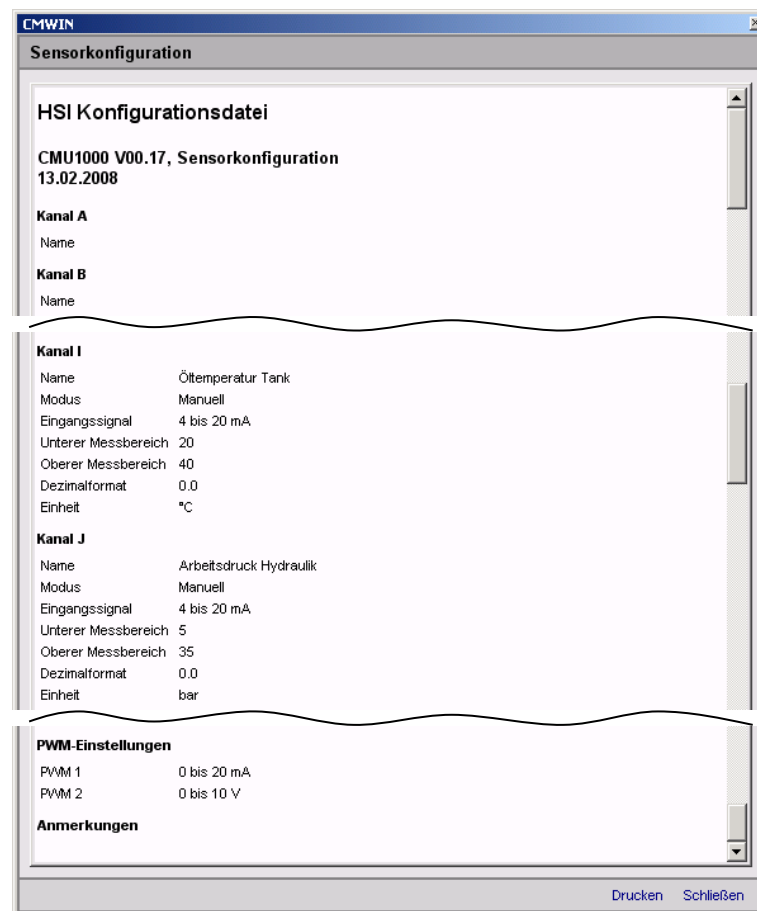 CMWIN
Sensorkonfiguration
HSI Konfigurationsdatei
CMU1000 V00.17, Sensorkonfiguration
13.02.2008
Kanal A
Name
Kanal B
Name
Kanal I
Name Öltemperatur Tank
Modus Manuell
Eingangssignal 4 bis 20 mA
Unterer Messbereich 20
Oberer Messbereich 40
Dezimalformat 0.0
Einheit °C
Kanal J
Name Arbeitsdruck Hydraulik
Modus Manuell
Eingangssignal 4 bis 20 mA
Unterer Messbereich 5
Oberer Messbereich 35
Dezimalformat 0.0
Einheit bar
PWM-Einstellungen
PWM 1 0 bis 20 mA
PWM 2 0 bis 10 V
Anmerkungen
Drucken Schließen